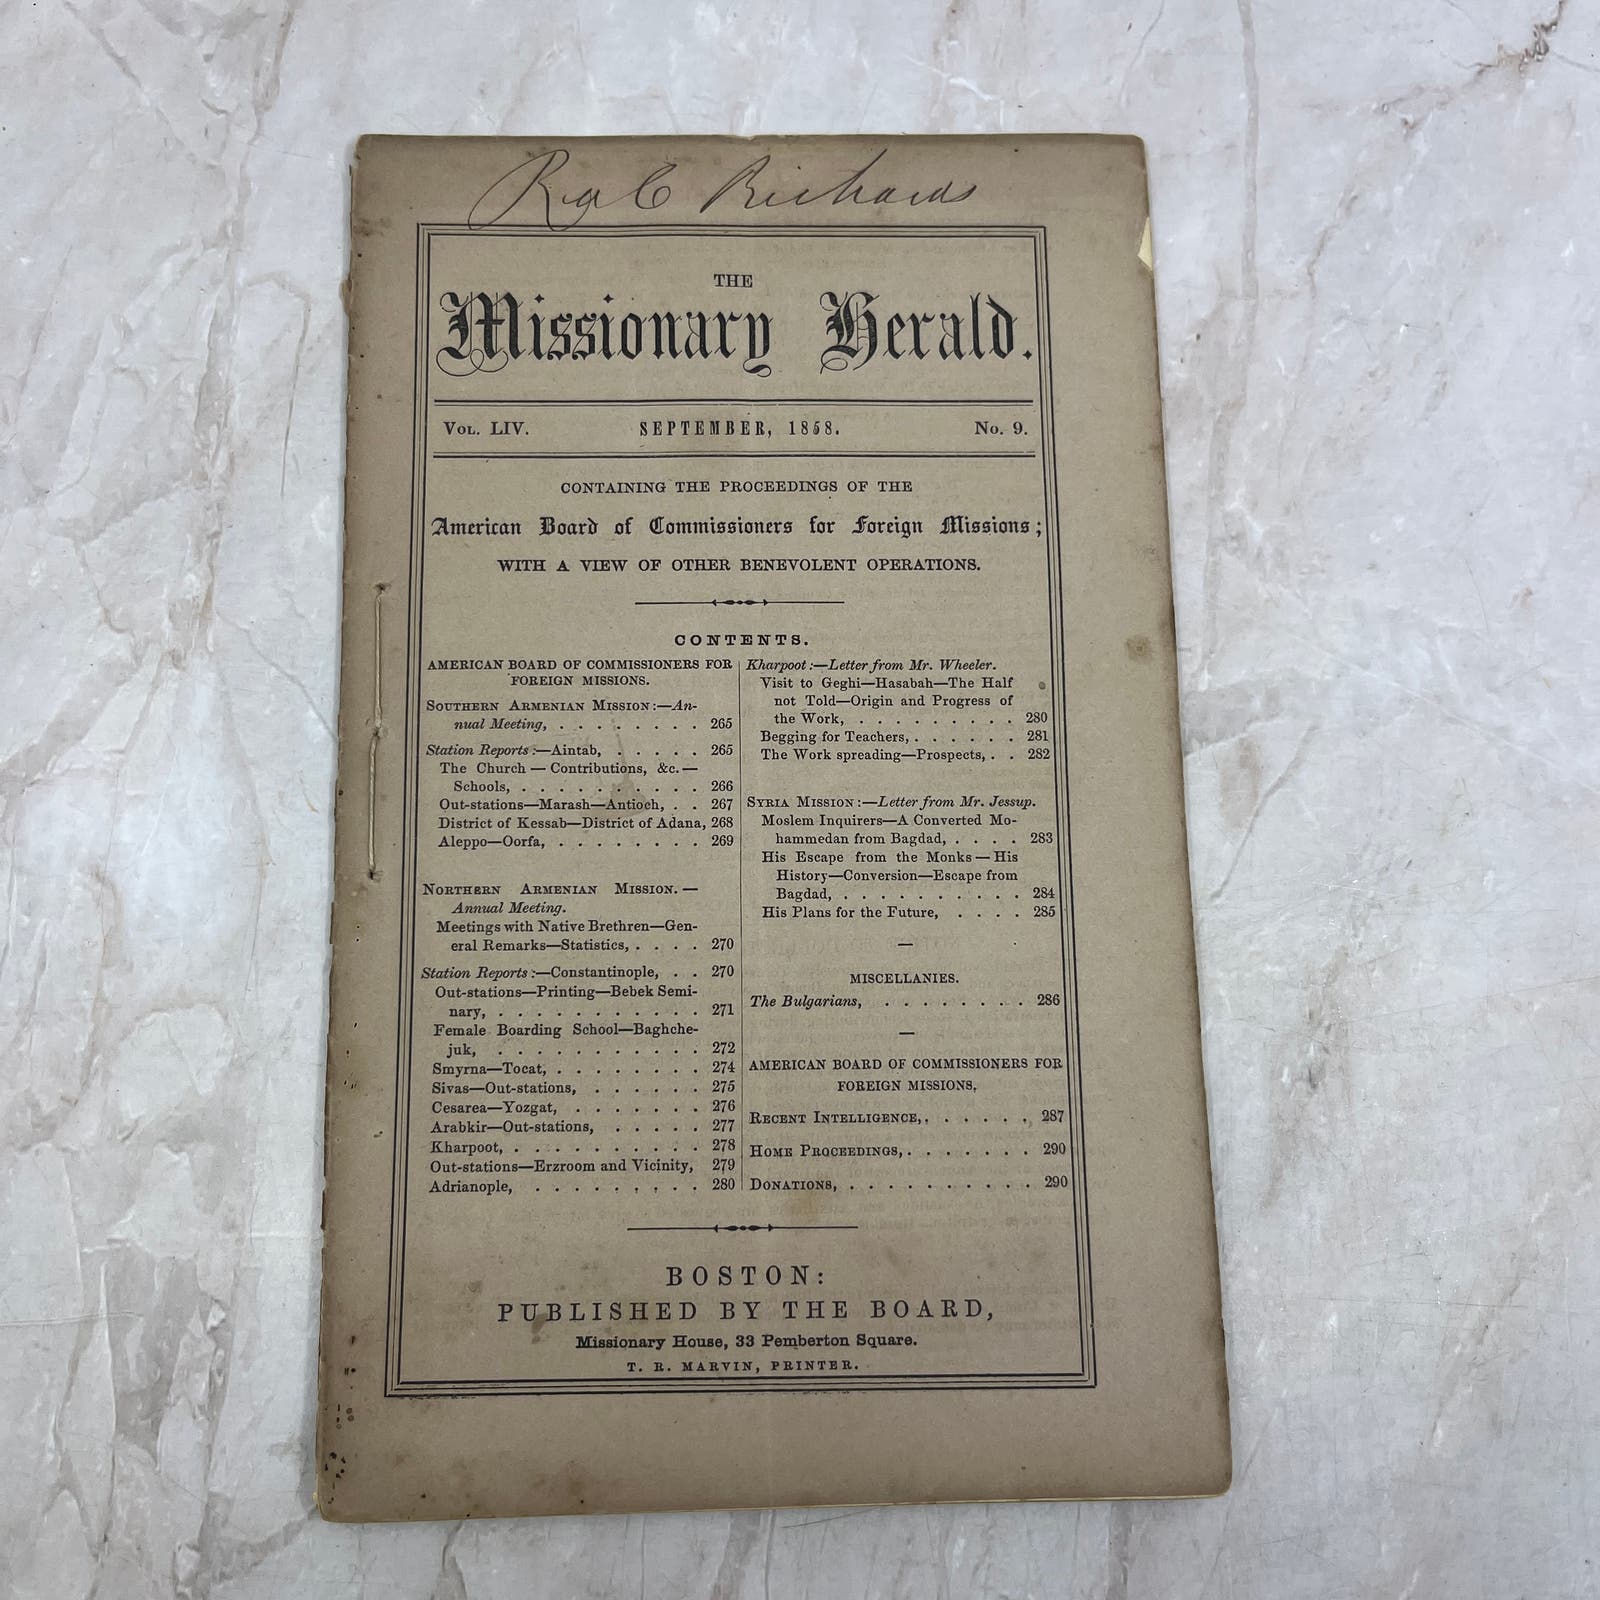 Richards
THE
Missionary Herald.
VOL. LIV. SEPTEMBER, 1858. No. 9.
CONTAINING THE PROCEEDINGS OF THE
American Board of Commissioners for Foreign Missions;
WITH A VIEW OF OTHER BENEVOLENT OPERATIONS.
CONTENTS.
AMERICAN BOARD OF COMMISSIONERS FOR
FOREIGN MISSIONS.
SOUTHERN ARMENIAN MISSION:—An-
nual Meeting, . . . . . . . . 265
Station Reports:—Aintab, . . . . . 265
The Church — Contributions, &c. —
Schools, . . . . . . . . . . 266
Out-stations—Marash—Antioch, . . 267
District of Kessab—District of Adana, 268
Aleppo—Oorfa, . . . . . . . . 269
NORTHERN ARMENIAN MISSION. —
Annual Meeting.
Meetings with Native Brethren—Gen-
eral Remarks—Statistics, . . . . 270
Station Reports:—Constantinople, . . 270
Out-stations—Printing—Bebek Semi-
nary, . . . . . . . . . . . 271
Female Boarding School—Baghche-
juk, . . . . . . . . . . . 272
Smyrna—Tocat, . . . . . . . . 274
Sivas—Out-stations, . . . . . . 275
Cesarea—Yozgat, . . . . . . . 276
Arabkir—Out-stations, . . . . . 277
Kharpoot, . . . . . . . . . . 278
Out-stations—Erzroom and Vicinity, 279
Adrianople, . . . . . . . . . 280
Kharpoot:—Letter from Mr. Wheeler.
Visit to Geghi—Hasabah—The Half
not Told—Origin and Progress of
the Work, . . . . . . . . . 280
Begging for Teachers, . . . . . . 281
The Work spreading—Prospects, . . 282
SYRIA MISSION:—Letter from Mr. Jessup.
Moslem Inquirers—A Converted Mo-
hammedan from Bagdad, . . . . 283
His Escape from the Monks — His
History—Conversion—Escape from
Bagdad, . . . . . . . . . . 284
His Plans for the Future, . . . . 285
MISCELLANIES.
The Bulgarians, . . . . . . . . 286
AMERICAN BOARD OF COMMISSIONERS FOR
FOREIGN MISSIONS.
RECENT INTELLIGENCE, . . . . . . 287
HOME PROCEEDINGS, . . . . . . . 290
DONATIONS, . . . . . . . . . . 290
BOSTON:
PUBLISHED BY THE BOARD,
Missionary House, 33 Pemberton Square.
T. R. MARVIN, PRINTER.